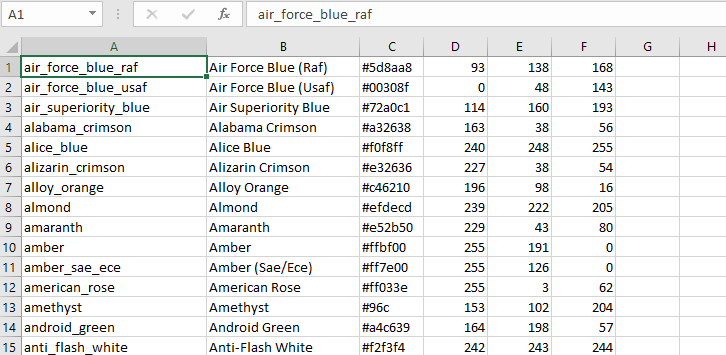 A1 fx air_force_blue_raf
A B C D E F G H
1 air_force_blue_raf Air Force Blue (Raf) #5d8aa8 93 138 168
2 air_force_blue_usaf Air Force Blue (Usaf) #00308f 0 48 143
3 air_superiority_blue Air Superiority Blue #72a0c1 114 160 193
4 alabama_crimson Alabama Crimson #a32638 163 38 56
5 alice_blue Alice Blue #f0f8ff 240 248 255
6 alizarin_crimson Alizarin Crimson #e32636 227 38 54
7 alloy_orange Alloy Orange #c46210 196 98 16
8 almond Almond #efdecd 239 222 205
9 amaranth Amaranth #e52b50 229 43 80
10 amber Amber #ffbf00 255 191 0
11 amber_sae_ece Amber (Sae/Ece) #ff7e00 255 126 0
12 american_rose American Rose #ff033e 255 3 62
13 amethyst Amethyst #96c 153 102 204
14 android_green Android Green #a4c639 164 198 57
15 anti_flash_white Anti-Flash White #f2f3f4 242 243 244